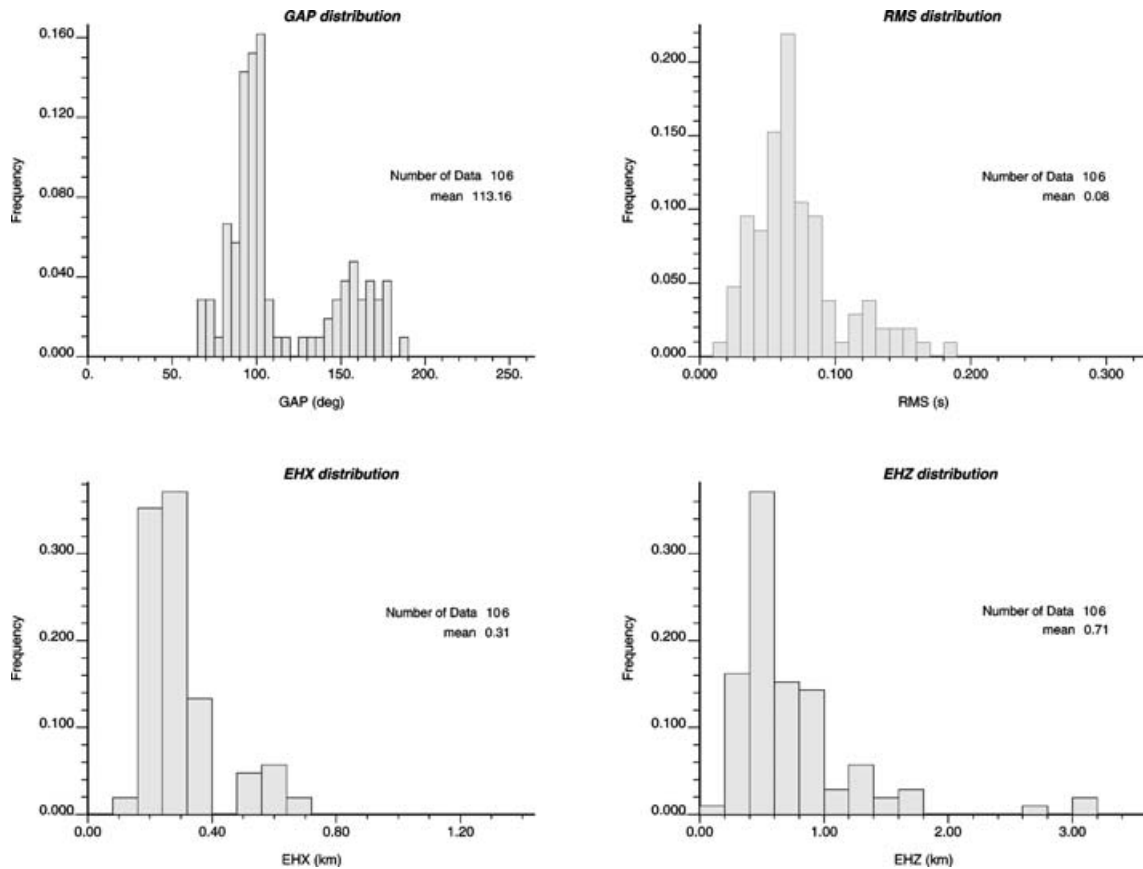 GAP distribution
0.160
0.120
0.080
0.040
0.000
Frequency
Number of Data 106
mean 113.16
0. 50. 100. 150. 200. 250.
GAP (deg)
RMS distribution
0.200
0.150
0.100
0.050
0.000
Frequency
Number of Data 106
mean 0.08
0.000 0.100 0.200 0.300
RMS (s)
EHX distribution
0.300
0.200
0.100
0.000
Frequency
Number of Data 106
mean 0.31
0.00 0.40 0.80 1.20
EHX (km)
EHZ distribution
0.300
0.200
0.100
0.000
Frequency
Number of Data 106
mean 0.71
0.00 1.00 2.00 3.00
EHZ (km)